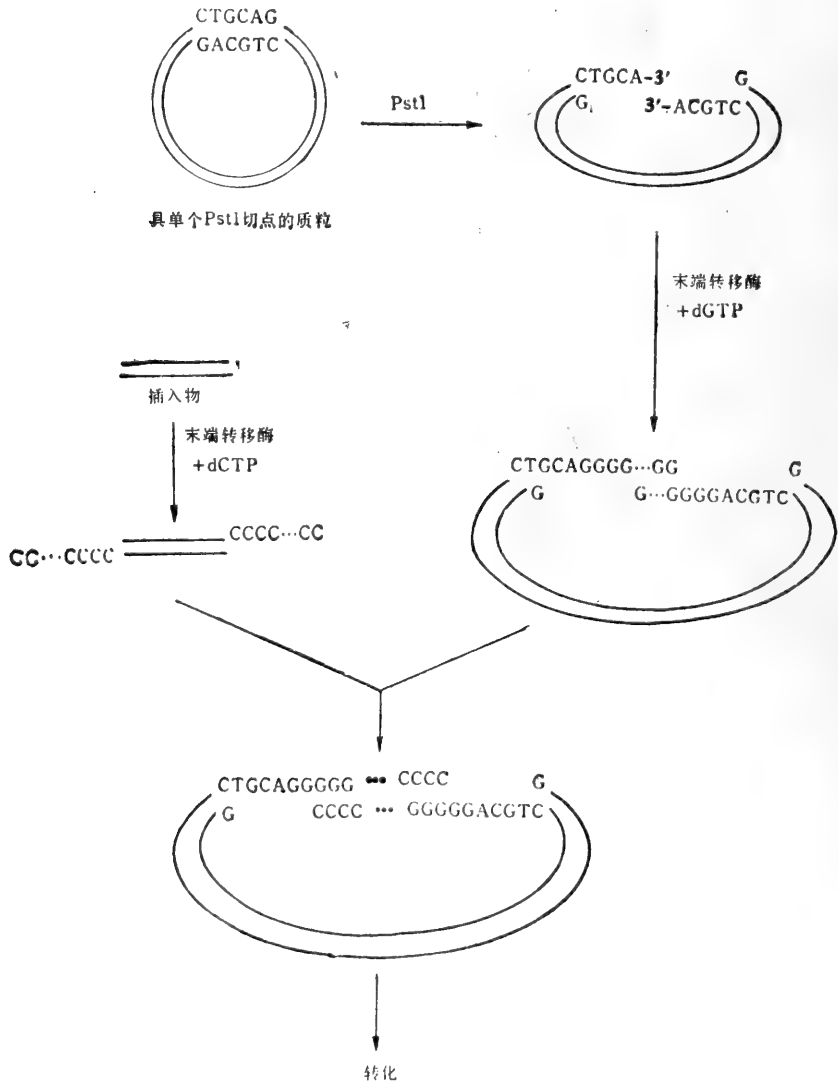 CTGCAG
GACGTC
Pst1
CTGCA-3′ G
G 3′-ACGTC
具单个Pst1切点的质粒
末端转移酶
+dGTP
插入物
末端转移酶
+dCTP
CTGCAGGGG…GG G
G G…GGGGACGTC
CCCC…CC
CC…CCCC
CTGCAGGGGG … CCCC G
G CCCC … GGGGGACGTC
转化